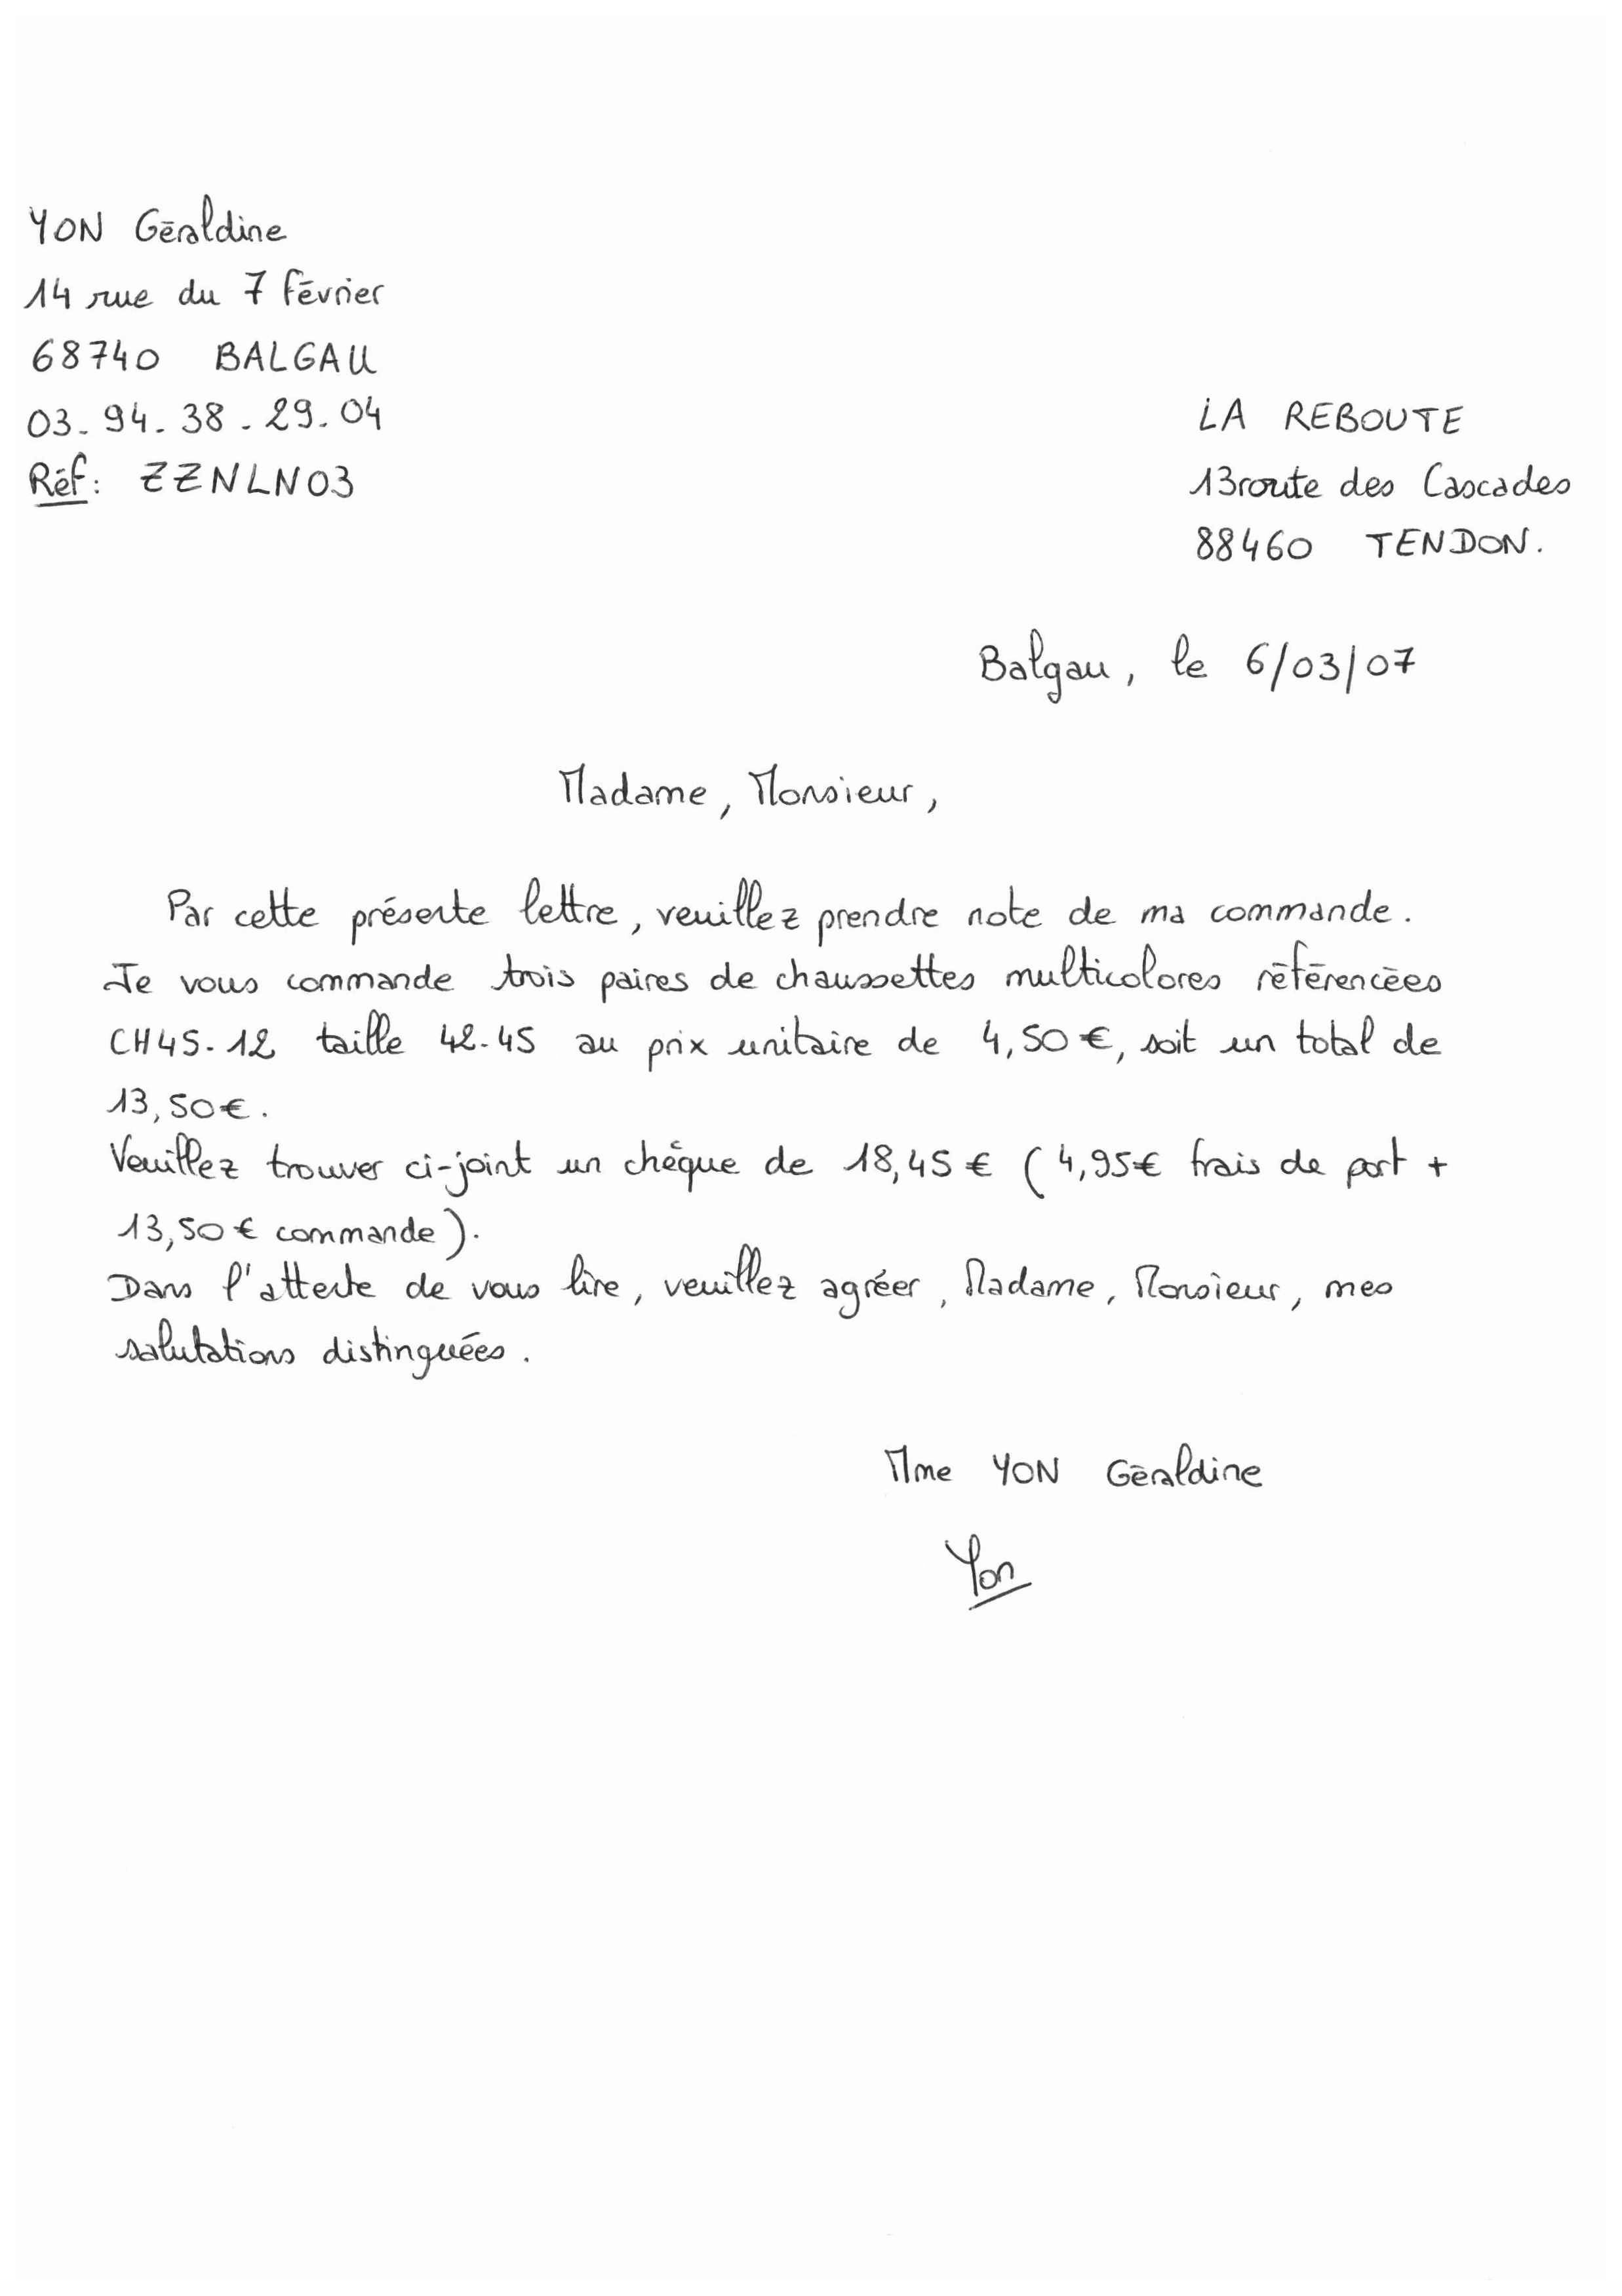 YON Géraldine
14 rue du 7 février
68740 BALGAU
03.94.38.29.04
Réf: ZZNLN03
LA REBOUTE
13 route des Cascades
88460 TENDON.
Balgau, le 6/03/07
Madame, Monsieur,
Par cette présente lettre, veuillez prendre note de ma commande.
Je vous commande trois paires de chaussettes multicolores référencées
CH45-12 taille 42-45 au prix unitaire de 4,50 €, soit un total de
13,50€.
Veuillez trouver ci-joint un chèque de 18,45 € (4,95€ frais de port +
13,50 € commande).
Dans l'attente de vous lire, veuillez agréer, Madame, Monsieur, mes
salutations distinguées.
Mme YON Géraldine
Yon